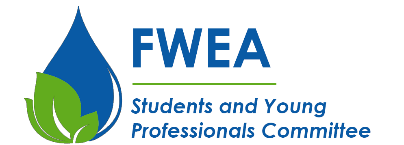 FWEA
Students and Young
Professionals Committee